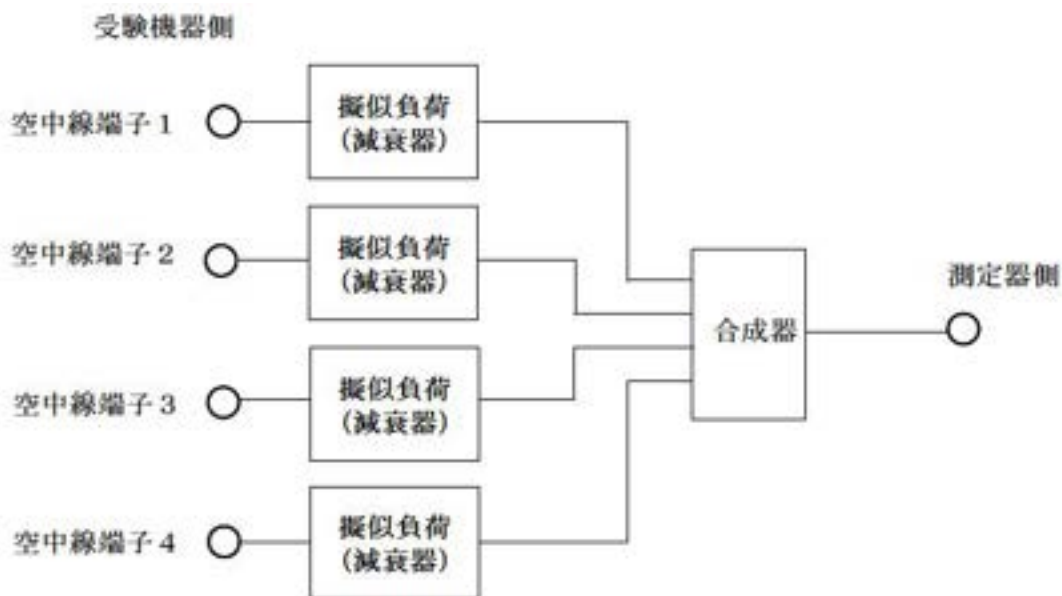 受験機器側
空中線端子1
擬似負荷
(減衰器)
空中線端子2
擬似負荷
(減衰器)
合成器
測定器側
空中線端子3
擬似負荷
(減衰器)
空中線端子4
擬似負荷
(減衰器)